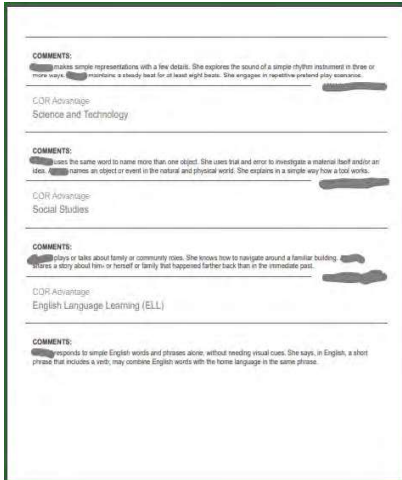 COMMENTS:
makes simple representations with a few details. She explores the sound of a simple rhythm instrument in three or
more ways. maintains a steady beat for at least eight beats. She engages in repetitive pretend play scenarios.
COR Advantage
Science and Technology
COMMENTS:
uses the same word to name more than one object. She uses trial and error to investigate a material itself and/or an
idea. names an object or event in the natural and physical world. She explains in a simple way how a tool works.
COR Advantage
Social Studies
COMMENTS:
plays or talks about family or community roles. She knows how to navigate around a familiar building.
shares a story about him- or herself or family that happened farther back than in the immediate past.
COR Advantage
English Language Learning (ELL)
COMMENTS:
responds to simple English words and phrases alone, without needing visual cues. She says, in English, a short
phrase that includes a verb; may combine English words with the home language in the same phrase.